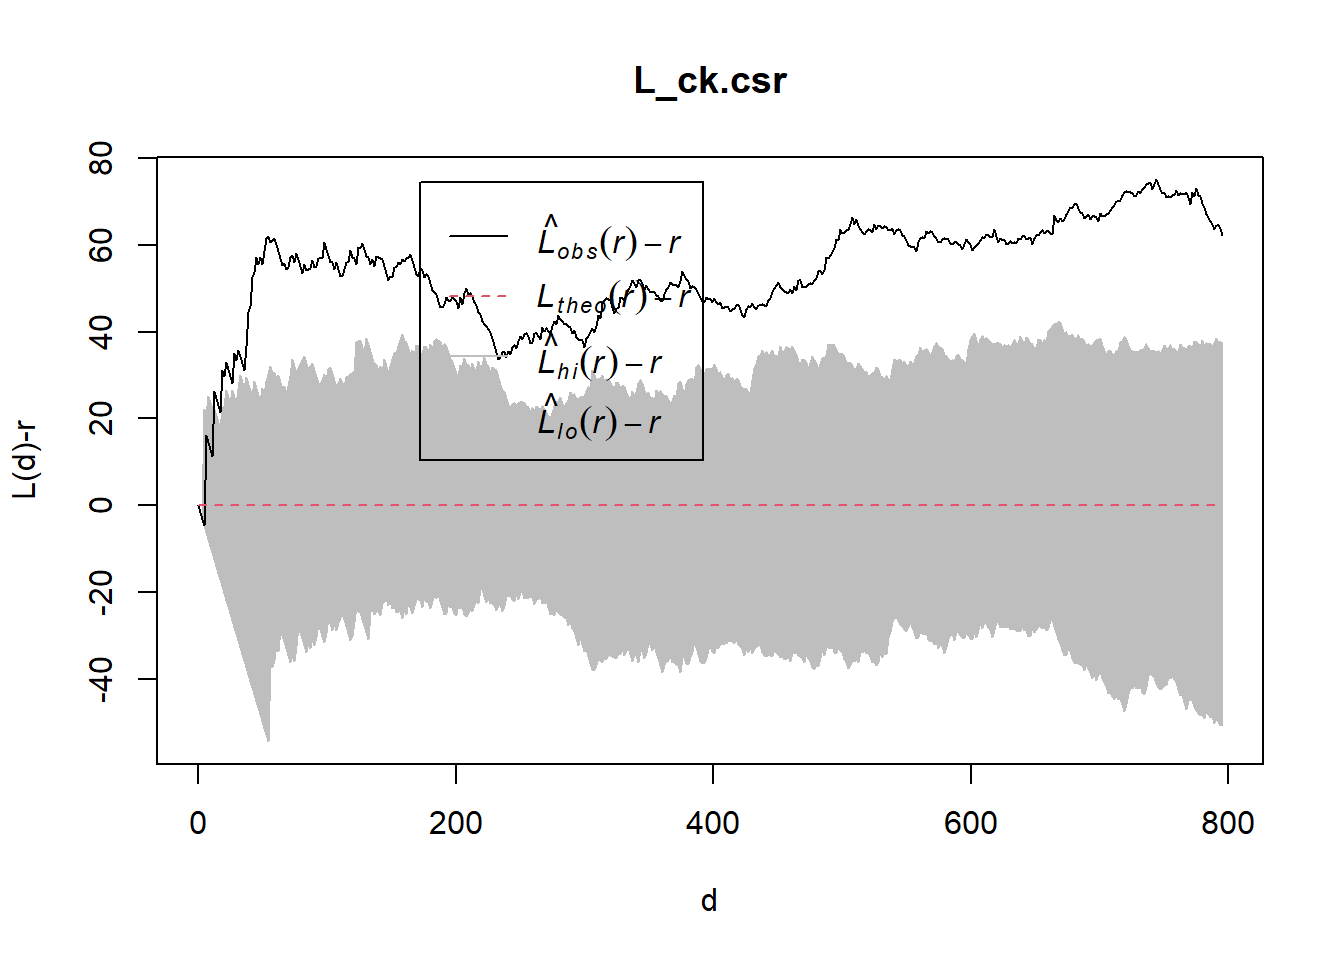 L_ck.csr
80
60
40
20
0
-20
-40
L(d)-r
L̂obs(r) – r
Ltheo(r) – r
L̂hi(r) – r
L̂lo(r) – r
0 200 400 600 800
d